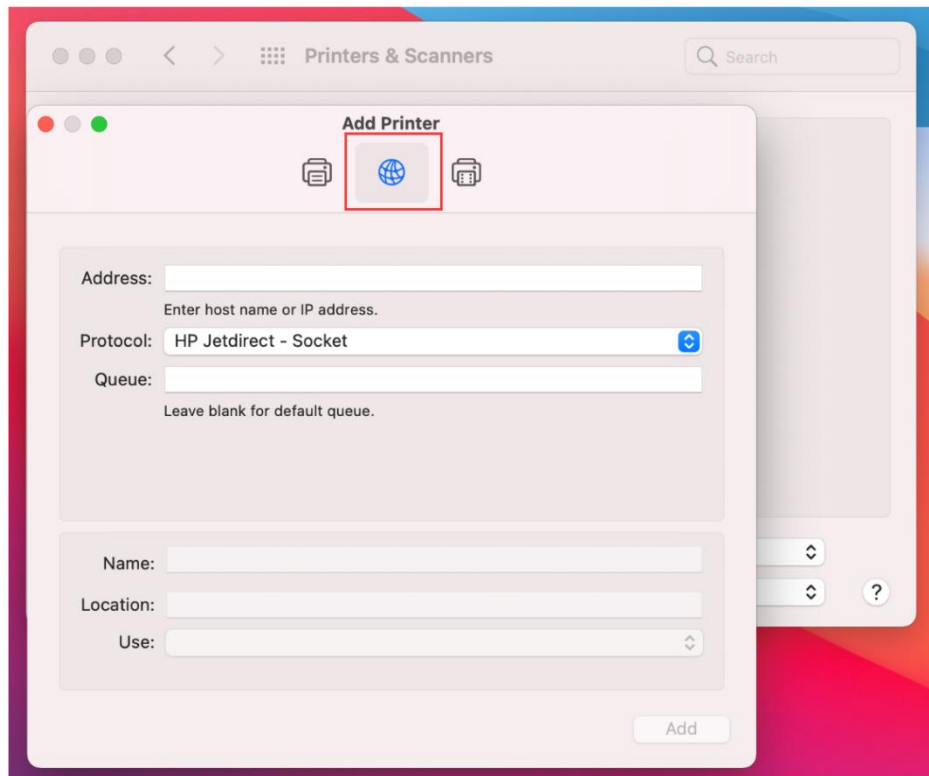 Printers & Scanners
Search
Add Printer
Address:
Enter host name or IP address.
Protocol: HP Jetdirect - Socket
Queue:
Leave blank for default queue.
Name:
Location:
Use:
?
Add